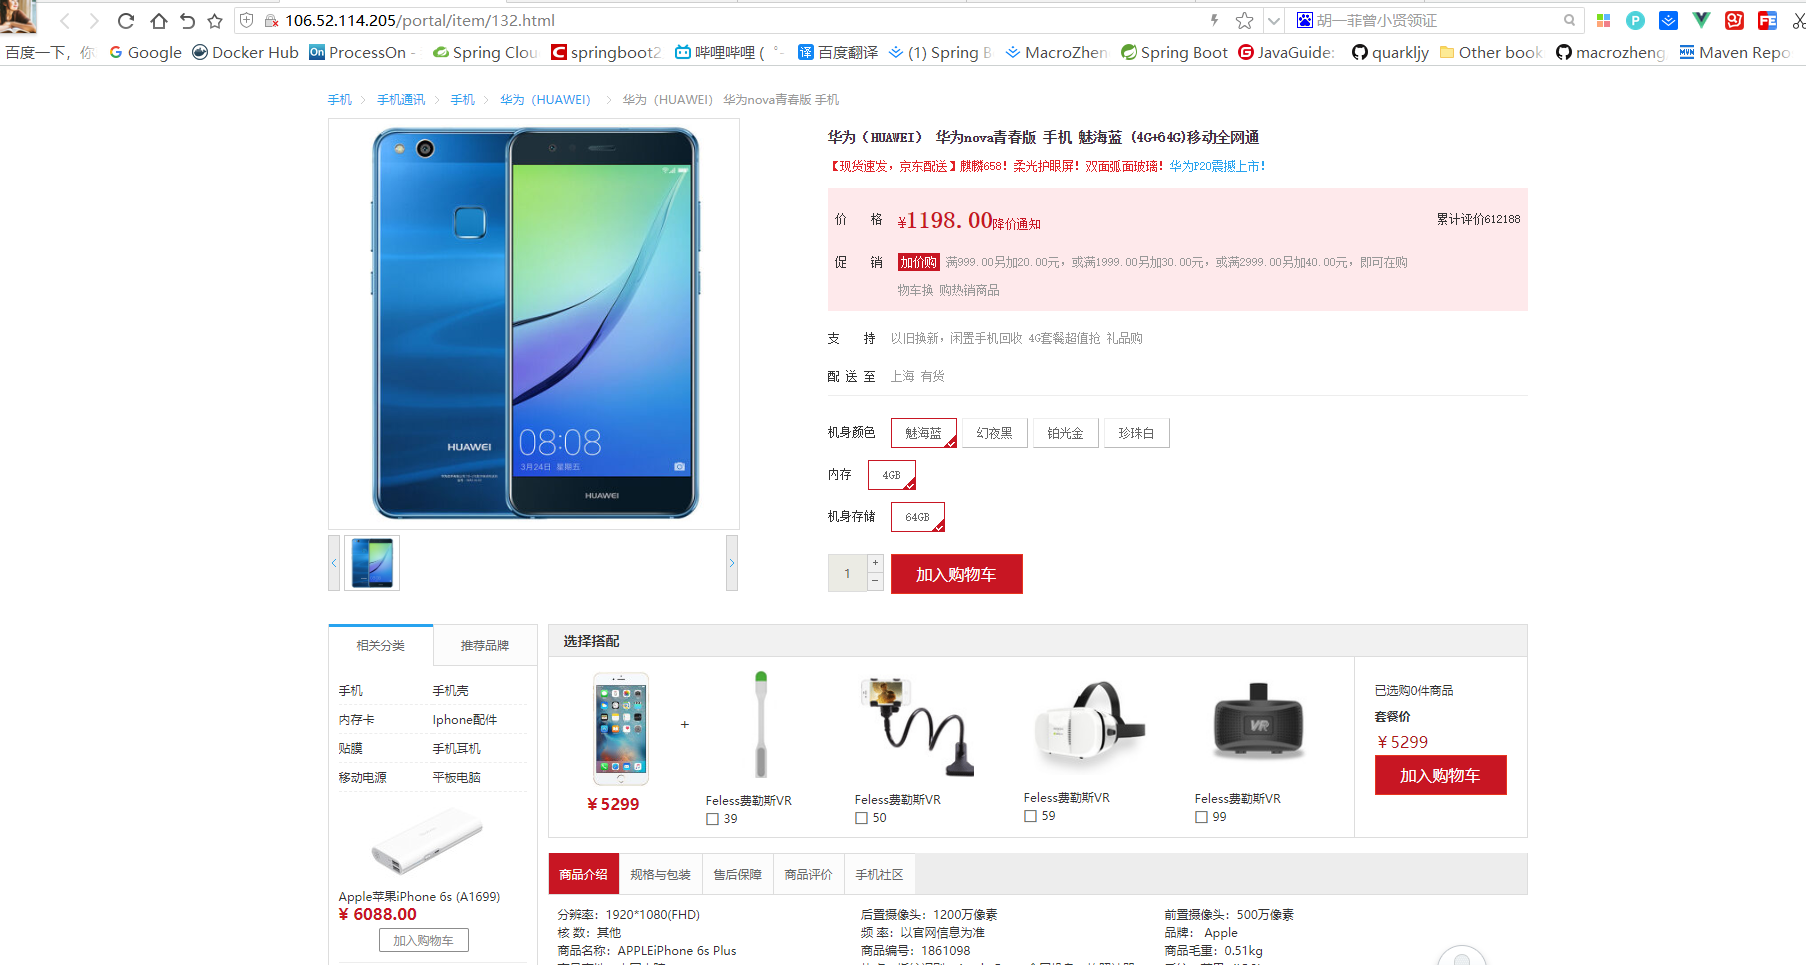 106.52.114.205/portal/item/132.html
胡一菲曾小贤领证
百度一下，你
Google
Docker Hub
ProcessOn -
Spring Clou
springboot2
哔哩哔哩 (
百度翻译
(1) Spring B
MacroZhen
Spring Boot
JavaGuide:
quarkljy
Other book
macrozheng
Maven Repo
手机 > 手机通讯 > 手机 > 华为（HUAWEI） > 华为（HUAWEI） 华为nova青春版 手机
华为（HUAWEI） 华为nova青春版 手机 魅海蓝 (4G+64G)移动全网通
【现货速发，京东配送】麒麟658！柔光护眼屏！双面弧面玻璃！华为P20震撼上市！
价 格 ¥1198.00降价通知 累计评价612188
促 销 加价购 满999.00另加20.00元，或满1999.00另加30.00元，或满2999.00另加40.00元，即可在购
物车换 购热销商品
支 持 以旧换新，闲置手机回收 4G套餐超值抢 礼品购
配 送 至 上海 有货
机身颜色 魅海蓝 幻夜黑 铂光金 珍珠白
内存 4GB
机身存储 64GB
1 + − 加入购物车
HUAWEI
08:08
3月24日 星期五
HUAWEI
相关分类 推荐品牌
手机 手机壳
内存卡 Iphone配件
贴膜 手机耳机
移动电源 平板电脑
Apple苹果iPhone 6s (A1699)
¥ 6088.00
加入购物车
选择搭配
VR
+
¥ 5299
Feless费勒斯VR
39
Feless费勒斯VR
50
Feless费勒斯VR
59
Feless费勒斯VR
99
已选购0件商品
套餐价
¥ 5299
加入购物车
商品介绍 规格与包装 售后保障 商品评价 手机社区
分辨率：1920*1080(FHD) 后置摄像头：1200万像素 前置摄像头：500万像素
核 数：其他 频 率：以官网信息为准 品牌： Apple
商品名称：APPLEiPhone 6s Plus 商品编号：1861098 商品毛重：0.51kg